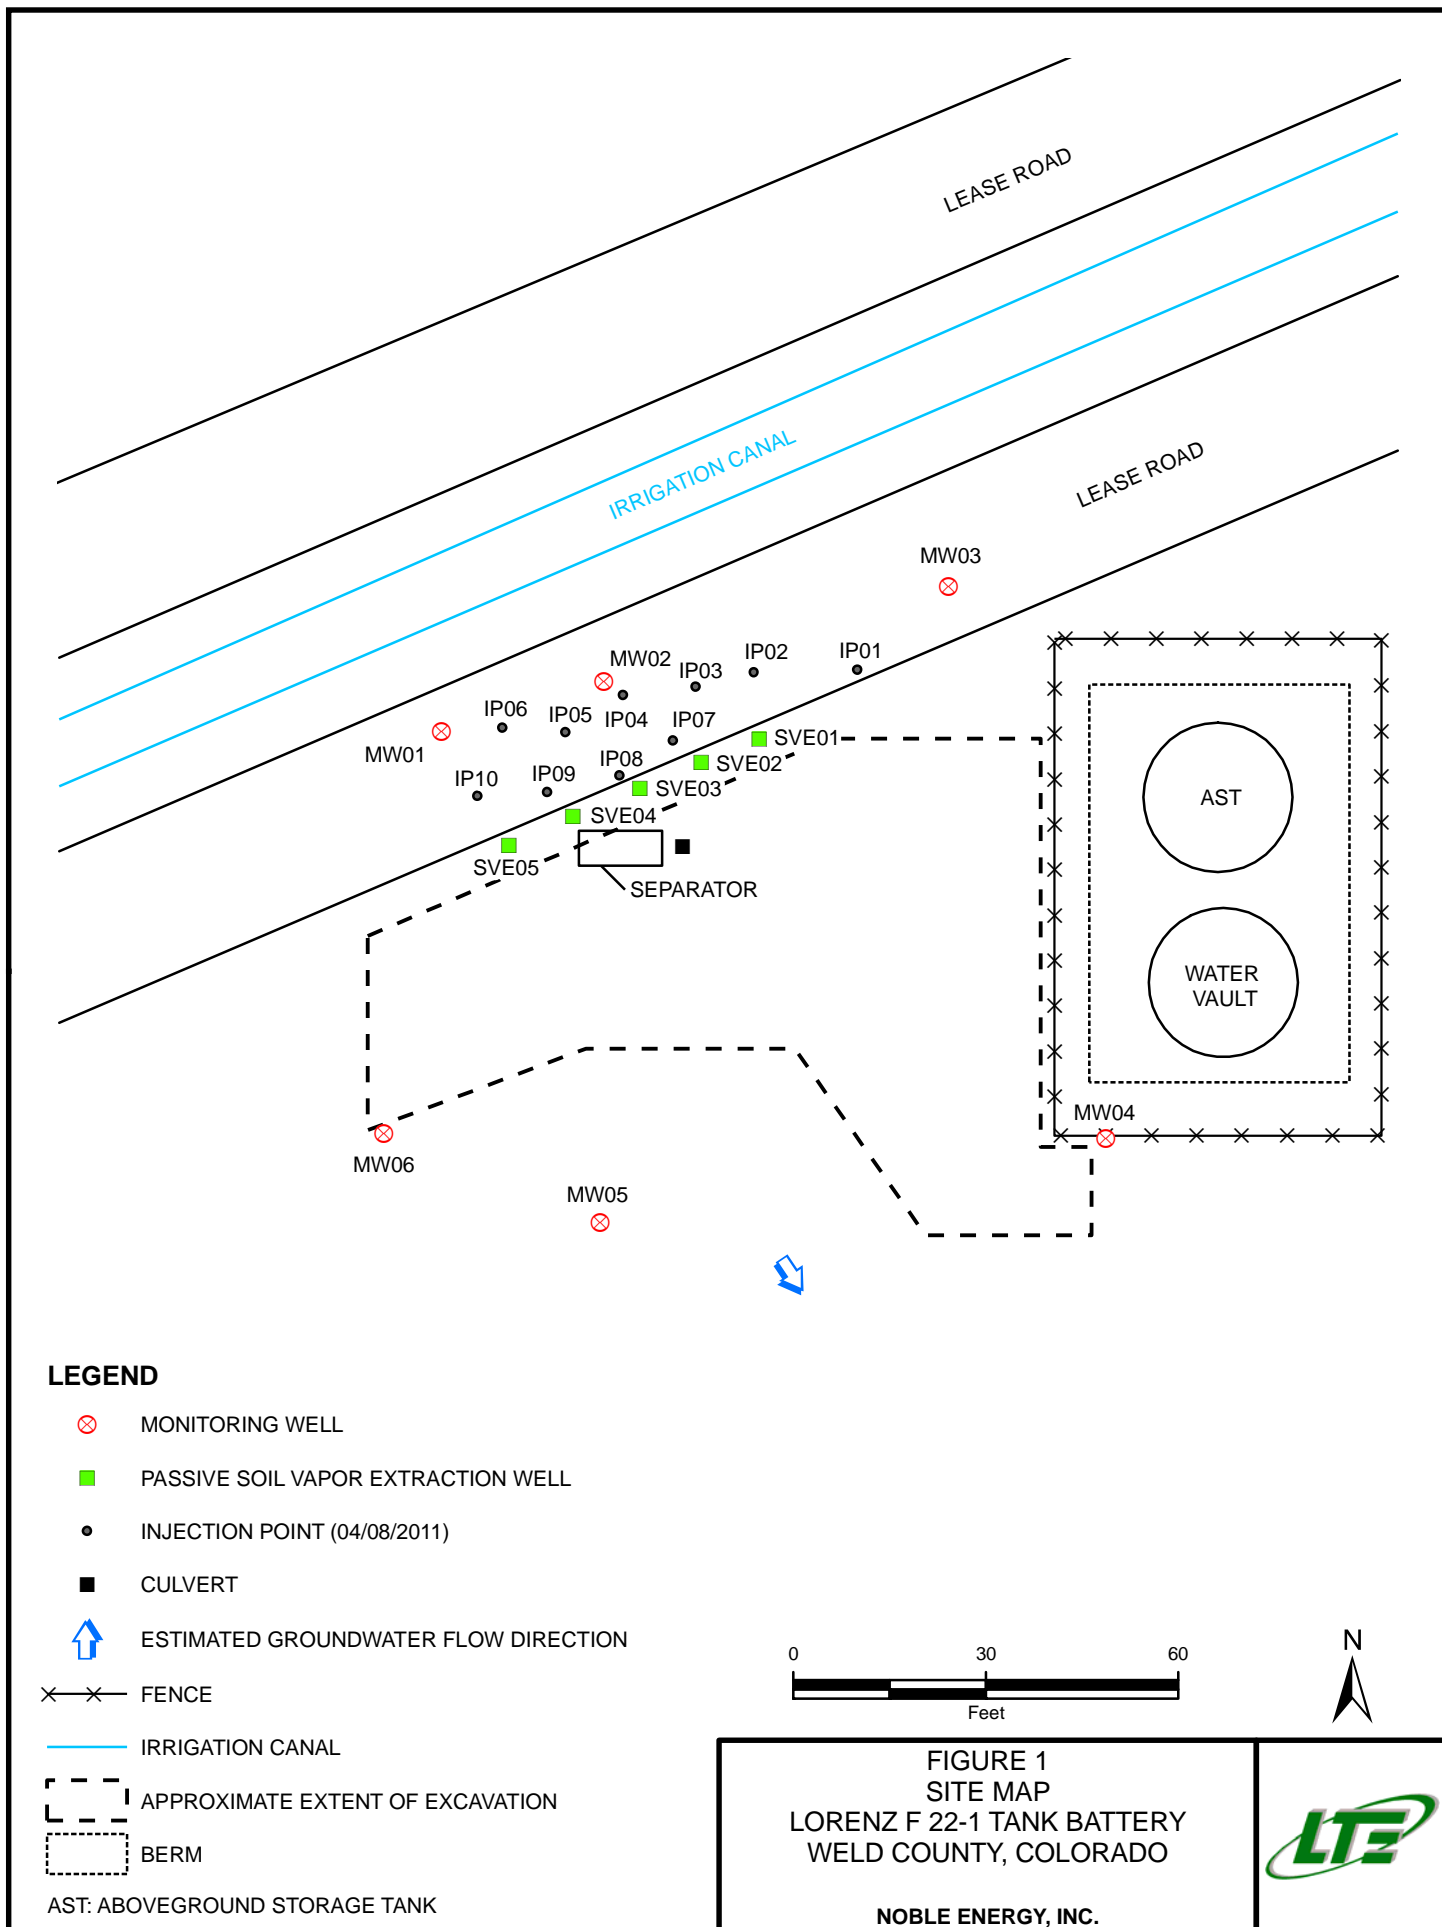 LEASE ROAD
IRRIGATION CANAL
LEASE ROAD
MW03
MW02
IP03
IP02
IP01
IP06
IP05
IP04
IP07
MW01
SVE01
IP10
IP09
IP08
SVE02
SVE03
SVE04
SVE05
SEPARATOR
AST
WATER
VAULT
MW04
MW06
MW05
LEGEND
MONITORING WELL
PASSIVE SOIL VAPOR EXTRACTION WELL
INJECTION POINT (04/08/2011)
CULVERT
ESTIMATED GROUNDWATER FLOW DIRECTION
FENCE
IRRIGATION CANAL
APPROXIMATE EXTENT OF EXCAVATION
BERM
AST: ABOVEGROUND STORAGE TANK
0 30 60
Feet
N
FIGURE 1
SITE MAP
LORENZ F 22-1 TANK BATTERY
WELD COUNTY, COLORADO
NOBLE ENERGY, INC.
LTE